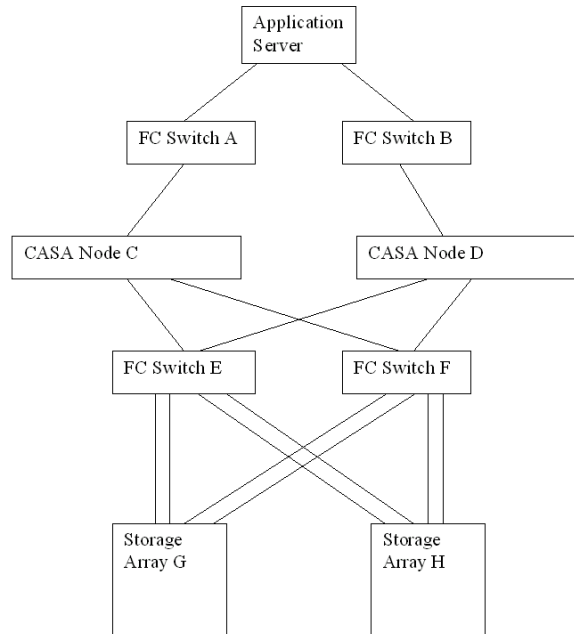 Application
Server
FC Switch A
FC Switch B
CASA Node C
CASA Node D
FC Switch E
FC Switch F
Storage
Array G
Storage
Array H